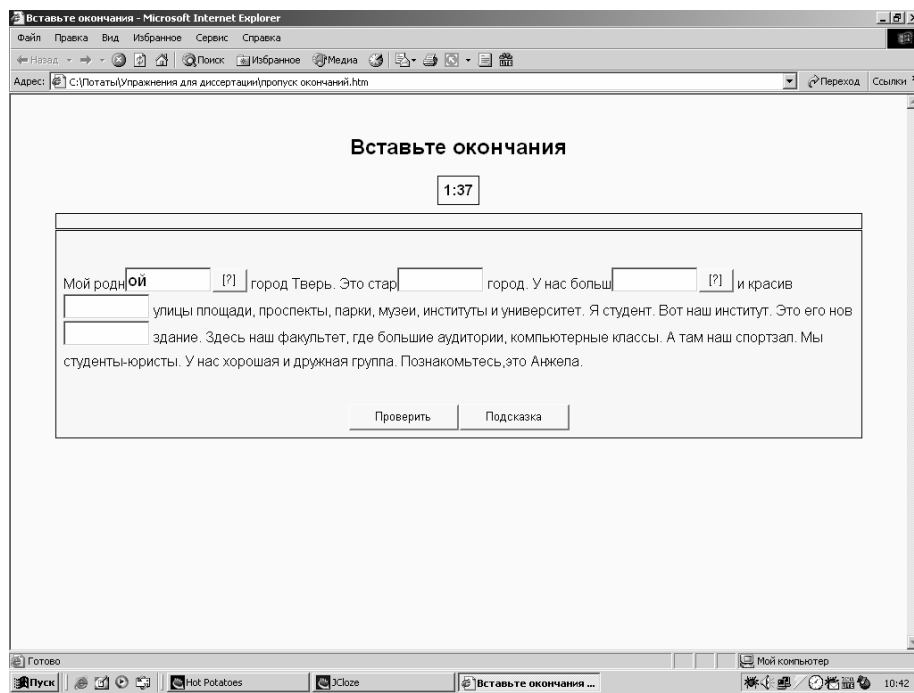 Вставьте окончания - Microsoft Internet Explorer
Файл Правка Вид Избранное Сервис Справка
Назад Поиск Избранное Медиа
Адрес: C:\Потаты\Упражнения для диссертации\пропуск окончаний.htm Переход Ссылки
Вставьте окончания
1:37
Мой родной [?] город Тверь. Это стар город. У нас больш [?] и красив
улицы площади, проспекты, парки, музеи, институты и университет. Я студент. Вот наш институт. Это его нов
здание. Здесь наш факультет, где большие аудитории, компьютерные классы. А там наш спортзал. Мы
студенты-юристы. У нас хорошая и дружная группа. Познакомьтесь,это Анжела.
Проверить Подсказка
Готово Мой компьютер
Пуск Hot Potatoes JCloze Вставьте окончания ... 10:42